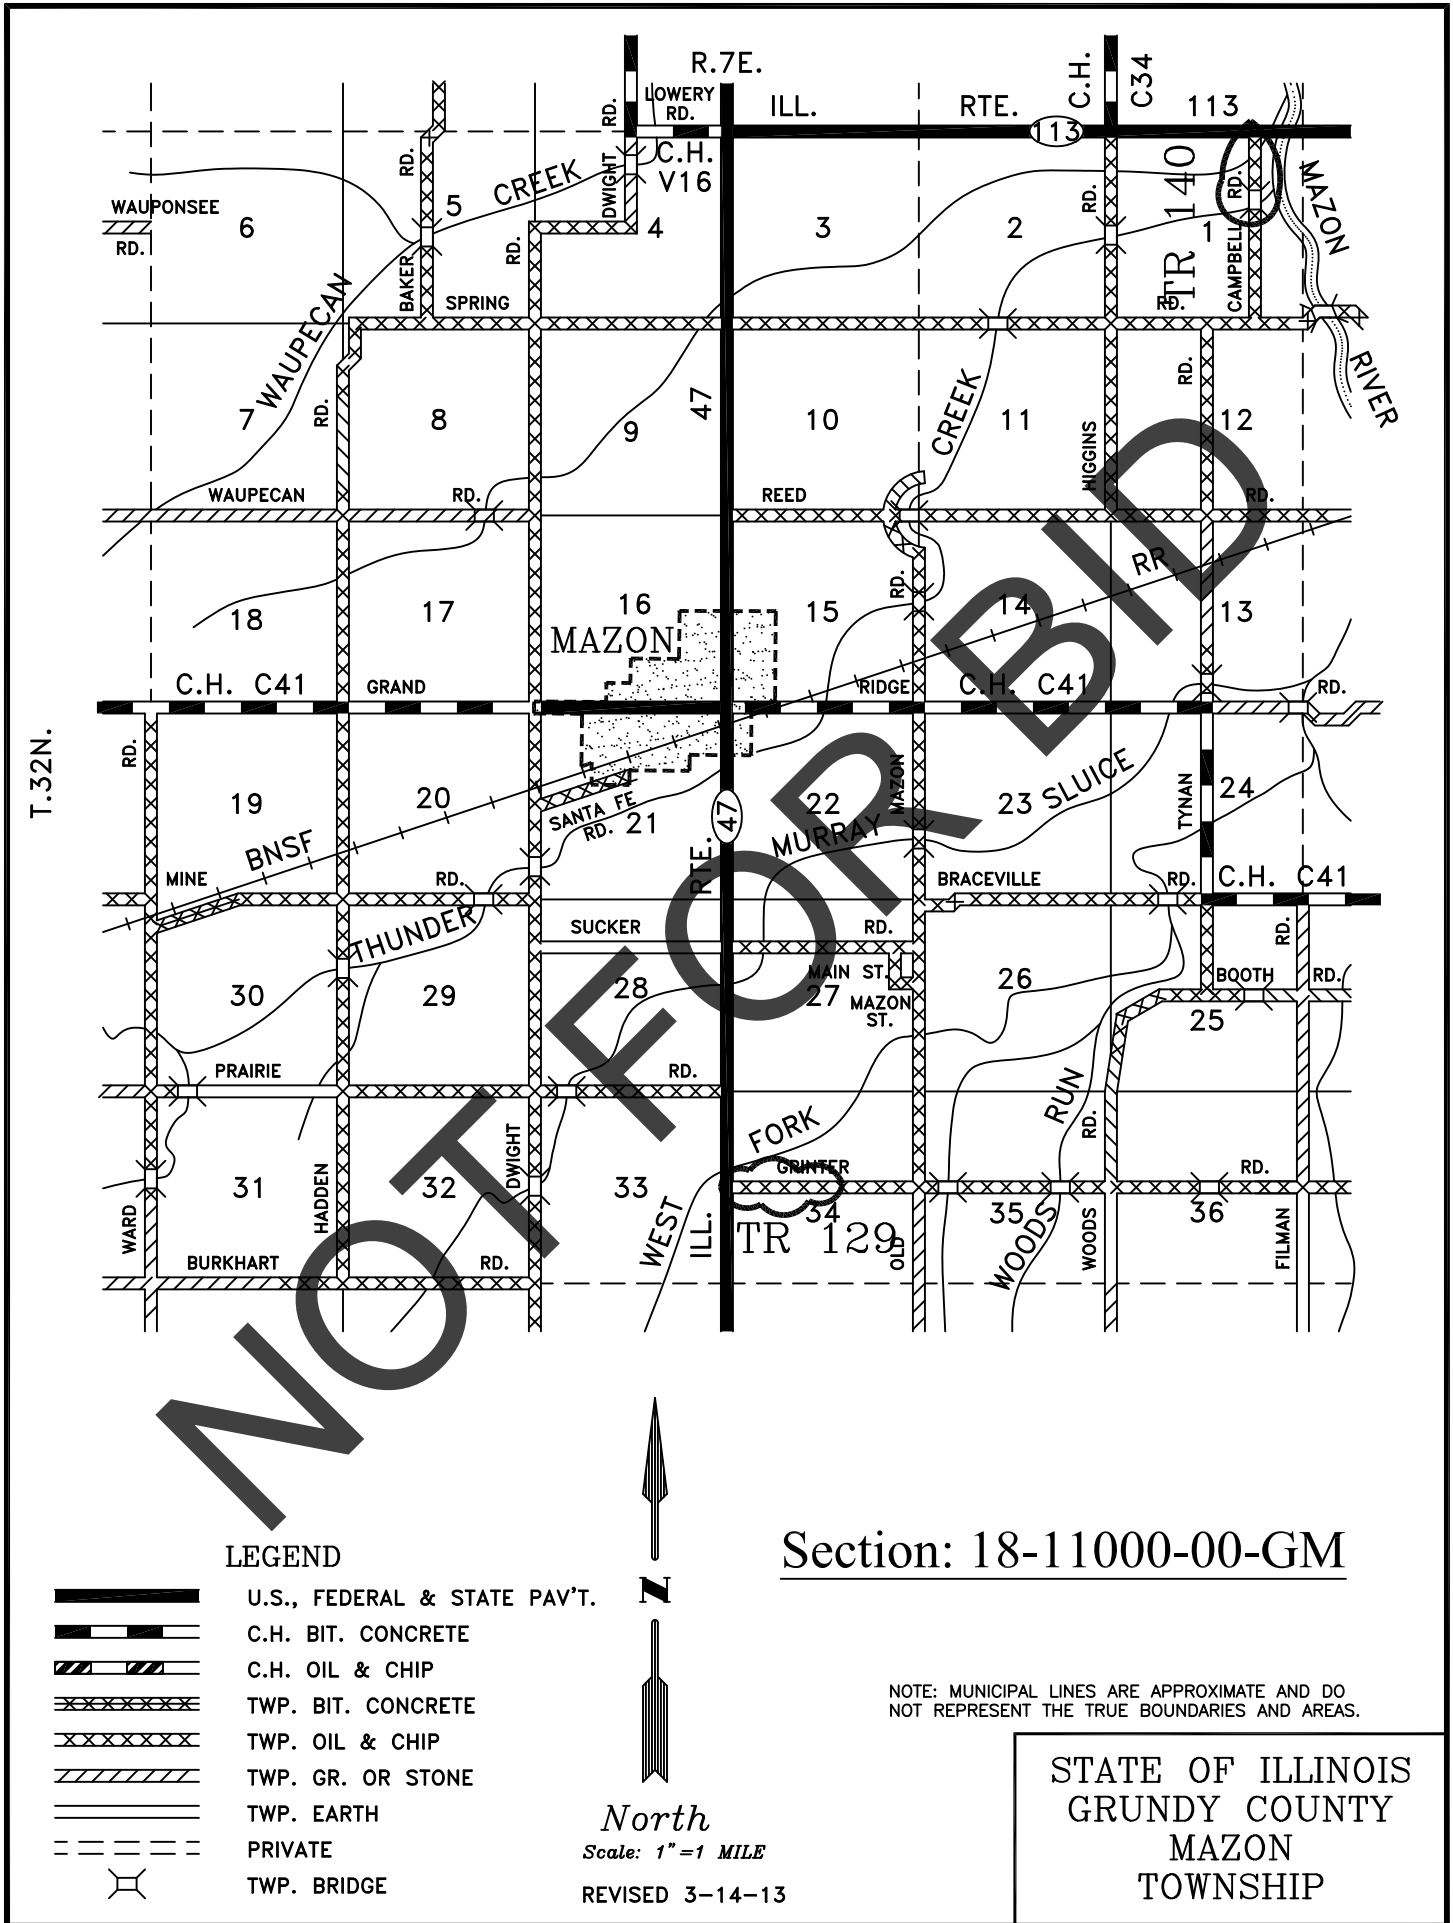 R.7E.
LOWERY
RD.
RD.
ILL. RTE. 113
113
C.H.
C34
C.H.
V16
DWIGHT
RD.
BAKER
CREEK
WAUPECAN
WAUPONSEE
RD.
6
5
4
3
2
1
RD.
RD.
TR 140
RD.
CAMPBELL
MAZON
RIVER
SPRING
RD.
7
8
9
10
11
12
RD.
47
CREEK
HIGGINS
RD.
WAUPECAN
RD.
REED
RD.
RR
18
17
16
MAZON
15
14
13
RD.
C.H. C41
GRAND
RIDGE
C.H. C41
RD.
T.32N.
RD.
19
20
21
22
23
24
BNSF
SANTA FE
RD.
47
RTE.
MAZON
MURRAY
SLUICE
TYNAN
MINE
RD.
BRACEVILLE
RD.
C.H. C41
THUNDER
SUCKER
RD.
MAIN ST.
MAZON
ST.
RD.
BOOTH
RD.
30
29
28
27
26
25
PRAIRIE
RD.
FORK
RUN
RD.
GRINTER
RD.
31
32
33
34
35
36
WARD
HADDEN
DWIGHT
WEST
ILL.
TR 129
OLD
WOODS
WOODS
FILMAN
BURKHART
RD.
NOT FOR BID
LEGEND
U.S., FEDERAL & STATE PAV'T.
C.H. BIT. CONCRETE
C.H. OIL & CHIP
TWP. BIT. CONCRETE
TWP. OIL & CHIP
TWP. GR. OR STONE
TWP. EARTH
PRIVATE
TWP. BRIDGE
N
North
Scale: 1"=1 MILE
REVISED 3-14-13
Section: 18-11000-00-GM
NOTE: MUNICIPAL LINES ARE APPROXIMATE AND DO
NOT REPRESENT THE TRUE BOUNDARIES AND AREAS.
STATE OF ILLINOIS
GRUNDY COUNTY
MAZON
TOWNSHIP